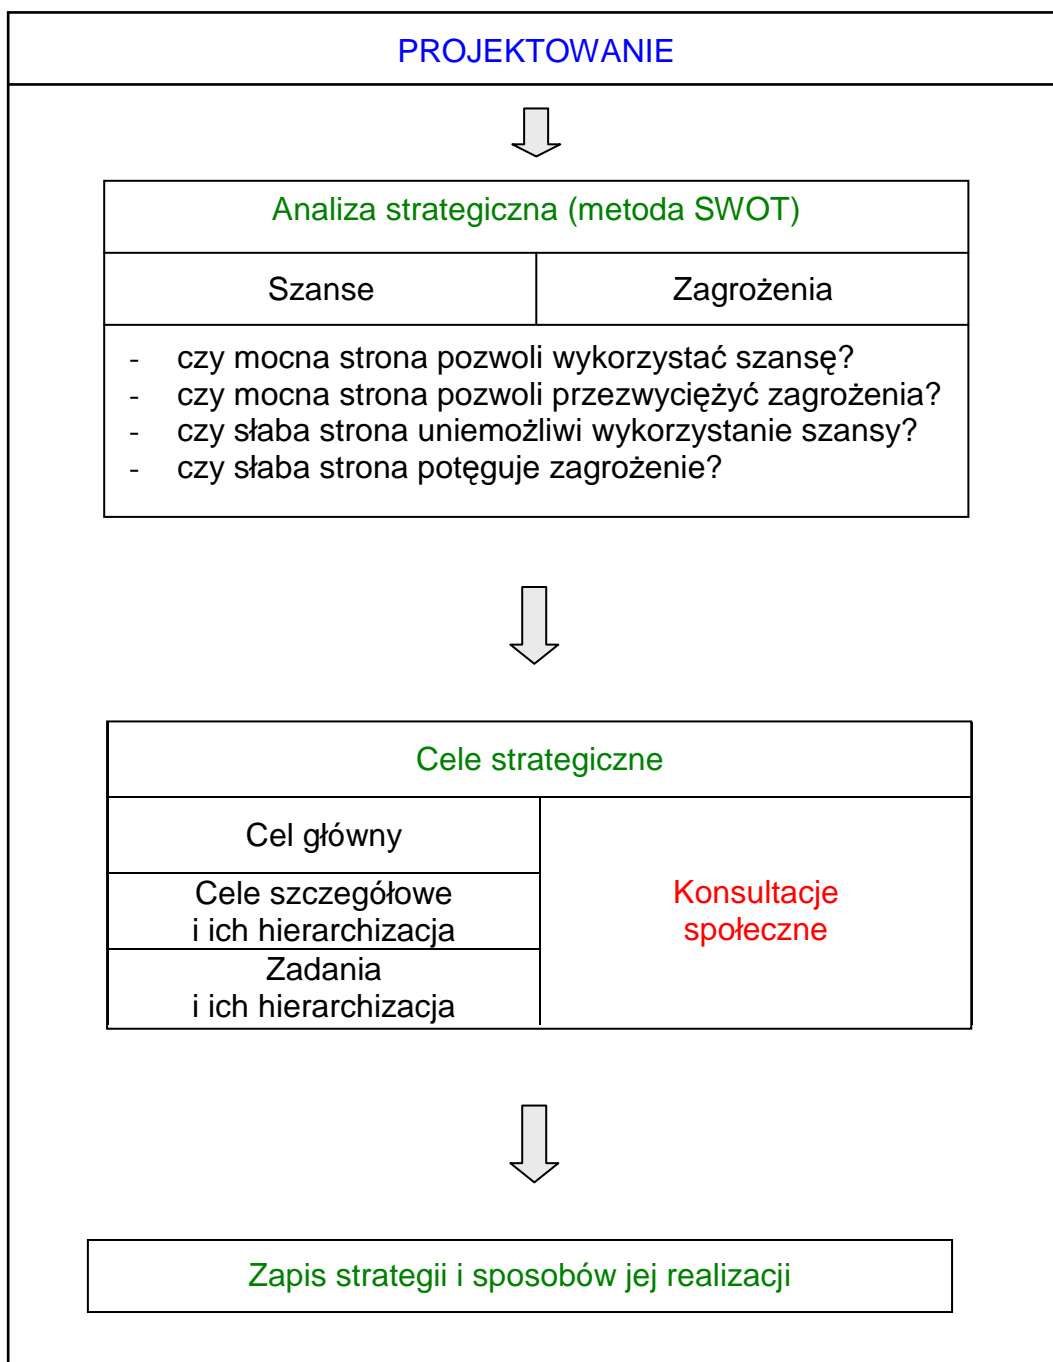 PROJEKTOWANIE
Analiza strategiczna (metoda SWOT)
Szanse
Zagrożenia
- czy mocna strona pozwoli wykorzystać szansę?
- czy mocna strona pozwoli przezwyciężyć zagrożenia?
- czy słaba strona uniemożliwi wykorzystanie szansy?
- czy słaba strona potęguje zagrożenie?
Cele strategiczne
Cel główny
Cele szczegółowe
i ich hierarchizacja
Zadania
i ich hierarchizacja
Konsultacje
społeczne
Zapis strategii i sposobów jej realizacji